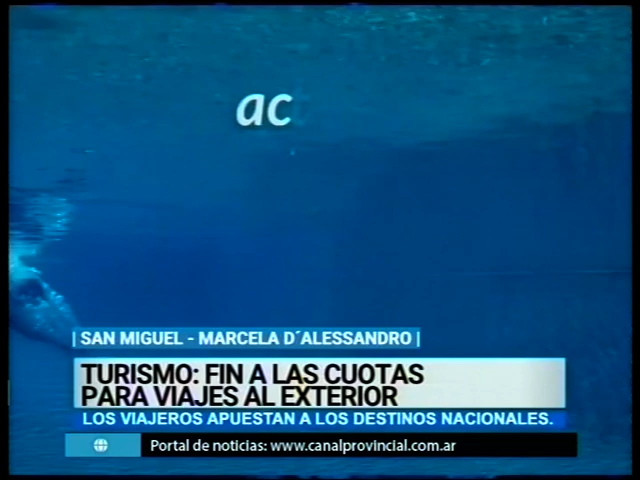 ac
| SAN MIGUEL - MARCELA D´ALESSANDRO |
TURISMO: FIN A LAS CUOTAS
PARA VIAJES AL EXTERIOR
LOS VIAJEROS APUESTAN A LOS DESTINOS NACIONALES.
Portal de noticias: www.canalprovincial.com.ar